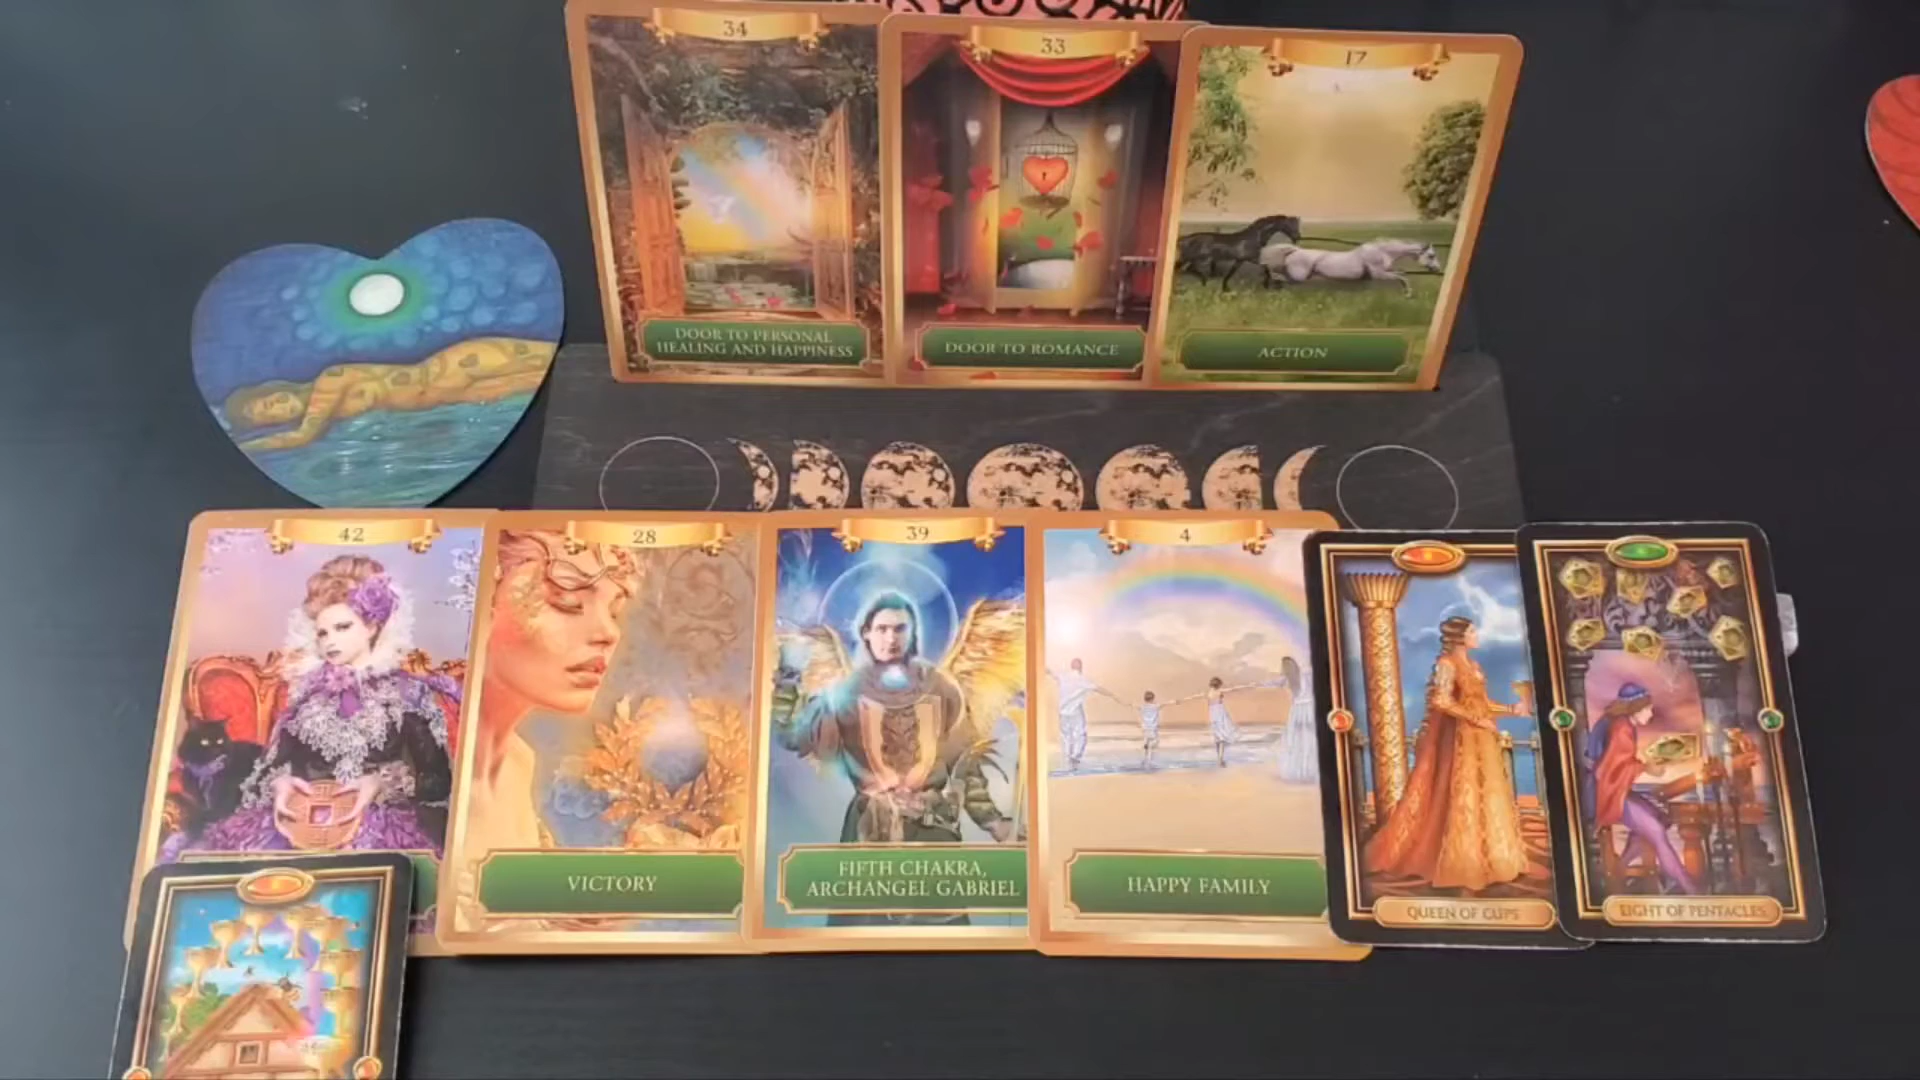 34
33
17
DOOR TO PERSONAL
HEALING AND HAPPINESS
DOOR TO ROMANCE
ACTION
42
28
39
4
VICTORY
FIFTH CHAKRA,
ARCHANGEL GABRIEL
HAPPY FAMILY
QUEEN OF CUPS
EIGHT OF PENTACLES